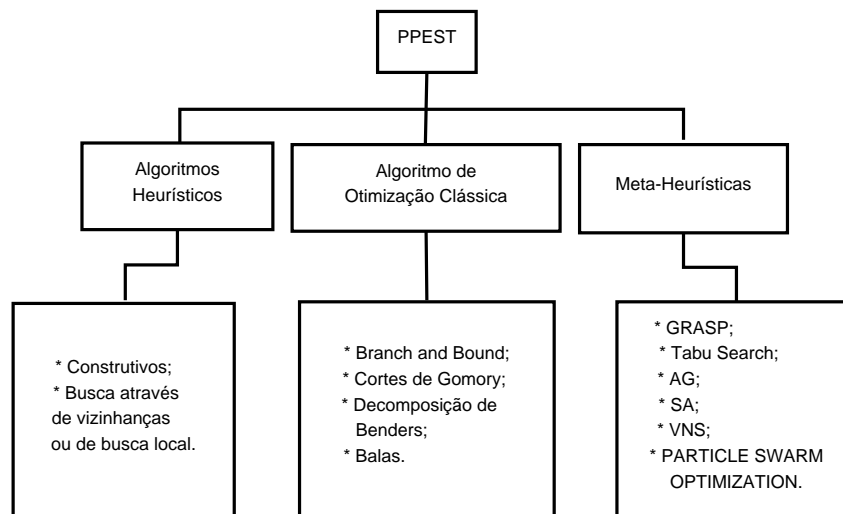 PPEST
Algoritmos
Heurísticos
Algoritmo de
Otimização Clássica
Meta-Heurísticas
* Construtivos;
* Busca através
de vizinhanças
ou de busca local.
* Branch and Bound;
* Cortes de Gomory;
* Decomposição de
Benders;
* Balas.
* GRASP;
* Tabu Search;
* AG;
* SA;
* VNS;
* PARTICLE SWARM
OPTIMIZATION.